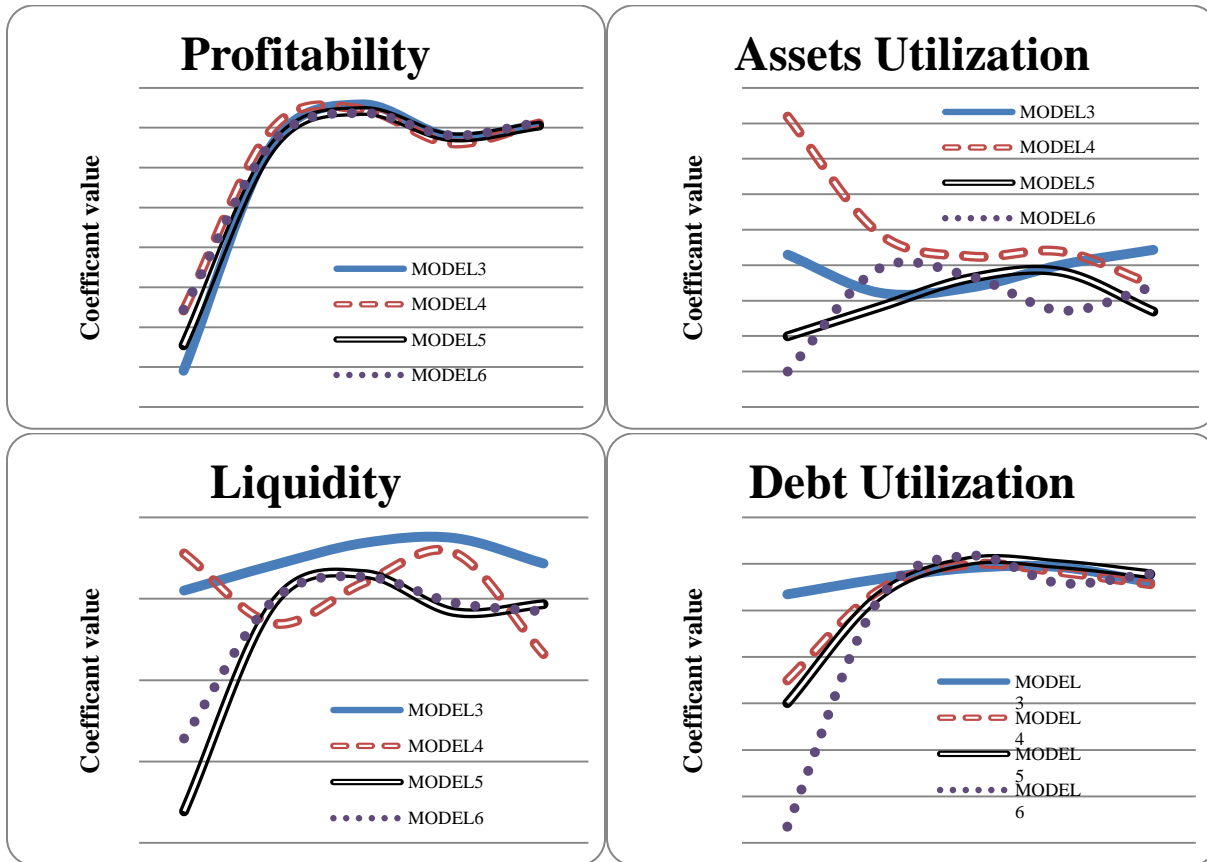 Profitability
Coefficant value
MODEL3
MODEL4
MODEL5
MODEL6
Assets Utilization
Coefficant value
MODEL3
MODEL4
MODEL5
MODEL6
Liquidity
Coefficant value
MODEL3
MODEL4
MODEL5
MODEL6
Debt Utilization
Coefficant value
MODEL
3
MODEL
4
MODEL
5
MODEL
6